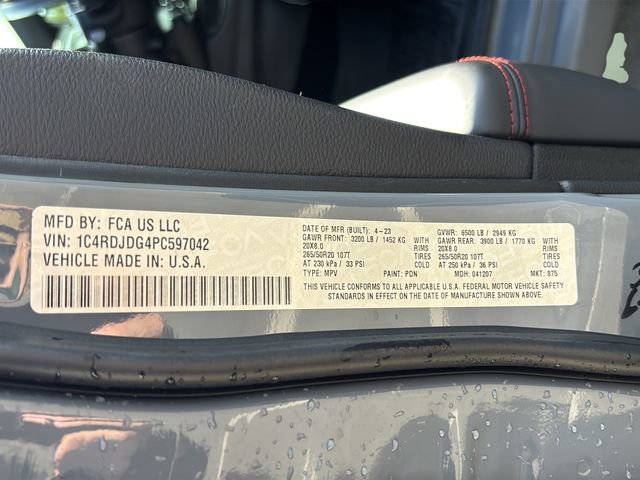 MFD BY: FCA US LLC
VIN: 1C4RDJDG4PC597042
VEHICLE MADE IN: U.S.A.
DATE OF MFR (BUILT): 4-23 GVWR: 6500 LB / 2949 KG
GAWR FRONT: 3200 LB / 1452 KG WITH GAWR REAR: 3900 LB / 1770 KG WITH
20X8.0 RIMS 20X8.0 RIMS
265/50R20 107T TIRES 265/50R20 107T TIRES
AT 230 kPa / 33 PSI COLD AT 250 kPa / 36 PSI COLD
TYPE: MPV PAINT: PDN MDH: 041207 MKT: 875
THIS VEHICLE CONFORMS TO ALL APPLICABLE U.S.A. FEDERAL MOTOR VEHICLE SAFETY
STANDARDS IN EFFECT ON THE DATE OF MANUFACTURE SHOWN ABOVE.